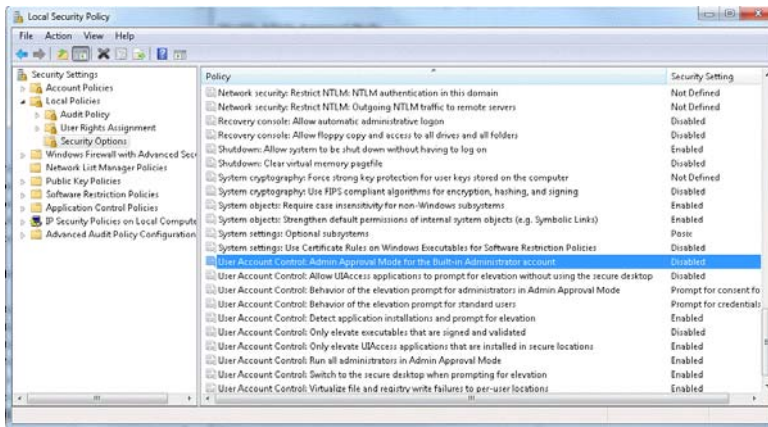 Local Security Policy
File Action View Help
Security Settings
Account Policies
Local Policies
Audit Policy
User Rights Assignment
Security Options
Windows Firewall with Advanced Secu
Network List Manager Policies
Public Key Policies
Software Restriction Policies
Application Control Policies
IP Security Policies on Local Compute
Advanced Audit Policy Configuration
Policy Security Setting
Network security: Restrict NTLM: NTLM authentication in this domain Not Defined
Network security: Restrict NTLM: Outgoing NTLM traffic to remote servers Not Defined
Recovery console: Allow automatic administrative logon Disabled
Recovery console: Allow floppy copy and access to all drives and all folders Disabled
Shutdown: Allow system to be shut down without having to log on Enabled
Shutdown: Clear virtual memory pagefile Disabled
System cryptography: Force strong key protection for user keys stored on the computer Not Defined
System cryptography: Use FIPS compliant algorithms for encryption, hashing, and signing Disabled
System objects: Require case insensitivity for non-Windows subsystems Enabled
System objects: Strengthen default permissions of internal system objects (e.g. Symbolic Links) Enabled
System settings: Optional subsystems Posix
System settings: Use Certificate Rules on Windows Executables for Software Restriction Policies Disabled
User Account Control: Admin Approval Mode for the Built-in Administrator account Disabled
User Account Control: Allow UIAccess applications to prompt for elevation without using the secure desktop Disabled
User Account Control: Behavior of the elevation prompt for administrators in Admin Approval Mode Prompt for consent fo
User Account Control: Behavior of the elevation prompt for standard users Prompt for credentials
User Account Control: Detect application installations and prompt for elevation Enabled
User Account Control: Only elevate executables that are signed and validated Disabled
User Account Control: Only elevate UIAccess applications that are installed in secure locations Enabled
User Account Control: Run all administrators in Admin Approval Mode Enabled
User Account Control: Switch to the secure desktop when prompting for elevation Enabled
User Account Control: Virtualize file and registry write failures to per-user locations Enabled